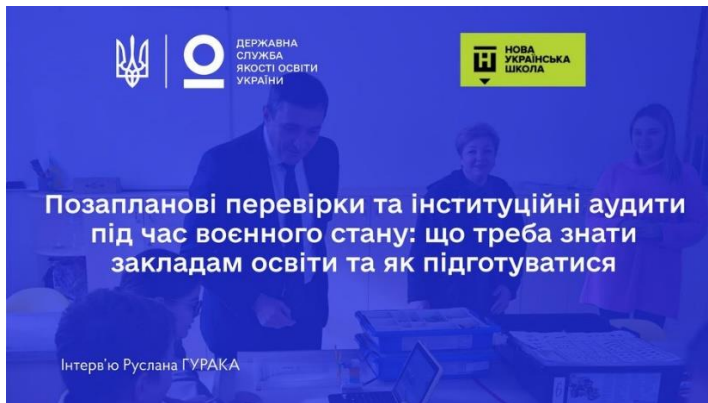 ДЕРЖАВНА
СЛУЖБА
ЯКОСТІ ОСВІТИ
УКРАЇНИ
НОВА
УКРАЇНСЬКА
ШКОЛА
Позапланові перевірки та інституційні аудити
під час воєнного стану: що треба знати
закладам освіти та як підготуватися
Інтерв'ю Руслана ГУРАКА